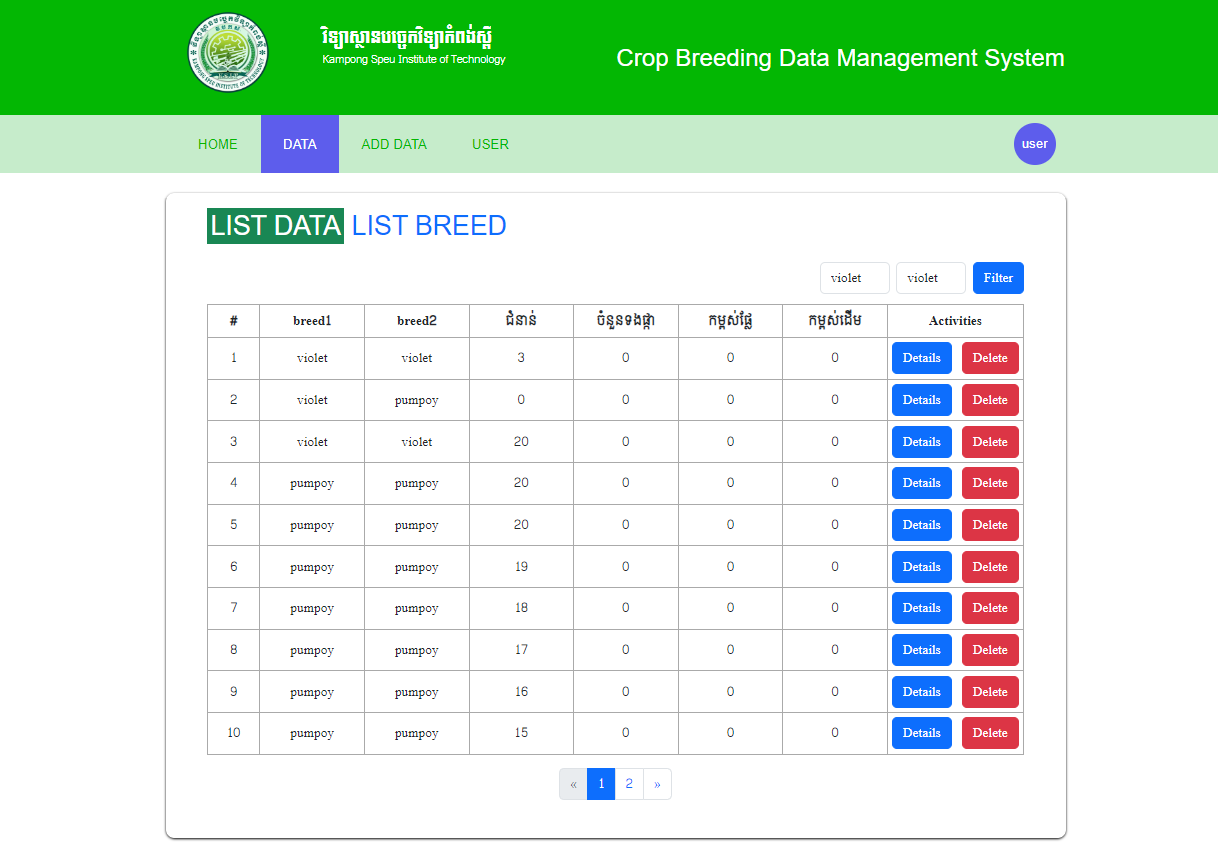 វិទ្យាស្ថានបច្ចេកវិទ្យាកំពង់ស្ពឺ
Kampong Speu Institute of Technology
Crop Breeding Data Management System
HOME DATA ADD DATA USER user
LIST DATA LIST BREED
violet violet Filter
# breed1 breed2 ជំនាន់ ចំនួនទងផ្កា កម្ពស់ផ្លែ កម្ពស់ដើម Activities
1 violet violet 3 0 0 0 Details Delete
2 violet pumpoy 0 0 0 0 Details Delete
3 violet violet 20 0 0 0 Details Delete
4 pumpoy pumpoy 20 0 0 0 Details Delete
5 pumpoy pumpoy 20 0 0 0 Details Delete
6 pumpoy pumpoy 19 0 0 0 Details Delete
7 pumpoy pumpoy 18 0 0 0 Details Delete
8 pumpoy pumpoy 17 0 0 0 Details Delete
9 pumpoy pumpoy 16 0 0 0 Details Delete
10 pumpoy pumpoy 15 0 0 0 Details Delete
« 1 2 »